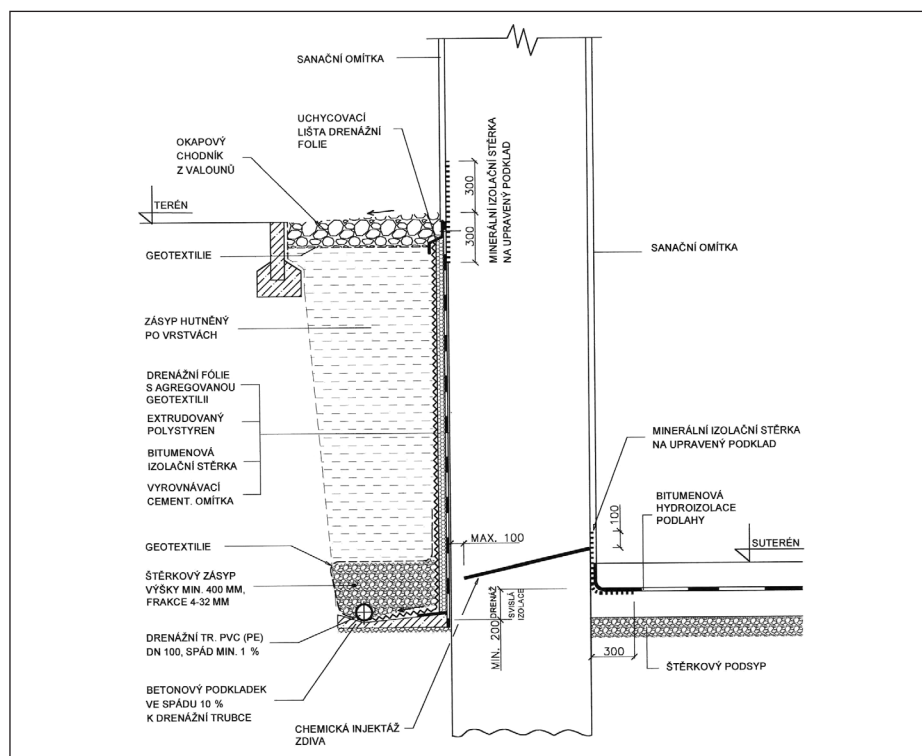 SANAČNÍ OMÍTKA
UCHYCOVACÍ
LIŠTA DRENÁŽNÍ
FOLIE
OKAPOVÝ
CHODNÍK
Z VALOUNŮ
TERÉN
GEOTEXTILIE
300
300
MINERÁLNÍ IZOLAČNÍ STĚRKA
NA UPRAVENÝ PODKLAD
SANAČNÍ OMÍTKA
ZÁSYP HUTNĚNÝ
PO VRSTVÁCH
DRENÁŽNÍ FÓLIE
S AGREGOVANOU
GEOTEXTILII
EXTRUDOVANÝ
POLYSTYREN
BITUMENOVÁ
IZOLAČNÍ STĚRKA
VYROVNÁVACÍ
CEMENT. OMÍTKA
MINERÁLNÍ IZOLAČNÍ STĚRKA
NA UPRAVENÝ PODKLAD
BITUMENOVÁ
HYDROIZOLACE
PODLAHY
100
SUTERÉN
MAX. 100
GEOTEXTILIE
ŠTĚRKOVÝ ZÁSYP
VÝŠKY MIN. 400 MM,
FRAKCE 4-32 MM
MIN. 200
DRENÁŽ
SVISLÁ
IZOLACE
DRENÁŽNÍ TR. PVC (PE)
DN 100, SPÁD MIN. 1 %
300
ŠTĚRKOVÝ PODSYP
BETONOVÝ PODKLADEK
VE SPÁDU 10 %
K DRENÁŽNÍ TRUBCE
CHEMICKÁ INJEKTÁŽ
ZDIVA